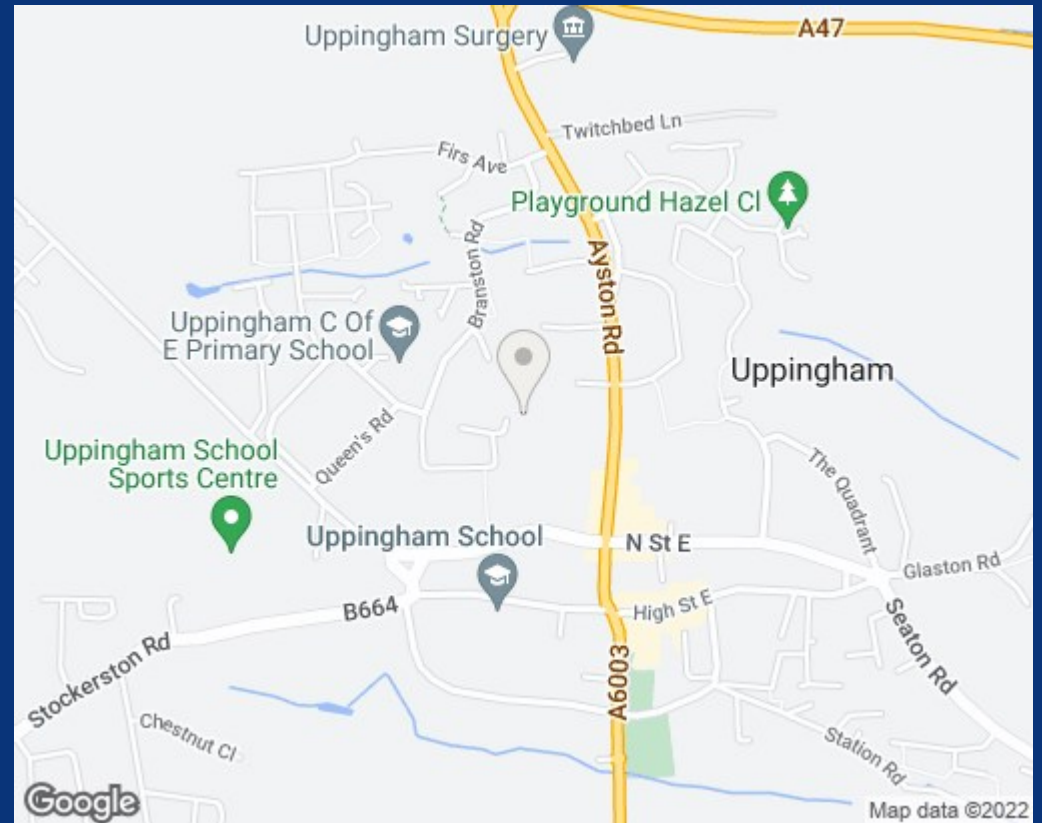 Uppingham Surgery
A47
Twitchbed Ln
Firs Ave
Playground Hazel Cl
Branston Rd
Ayston Rd
Uppingham C Of
E Primary School
Uppingham
Queen's Rd
Uppingham School
Sports Centre
The Quadrant
Uppingham School
N St E
Glaston Rd
B664
High St E
Seaton Rd
Stockerston Rd
A6003
Chestnut Cl
Station Rd
Google
Map data ©2022